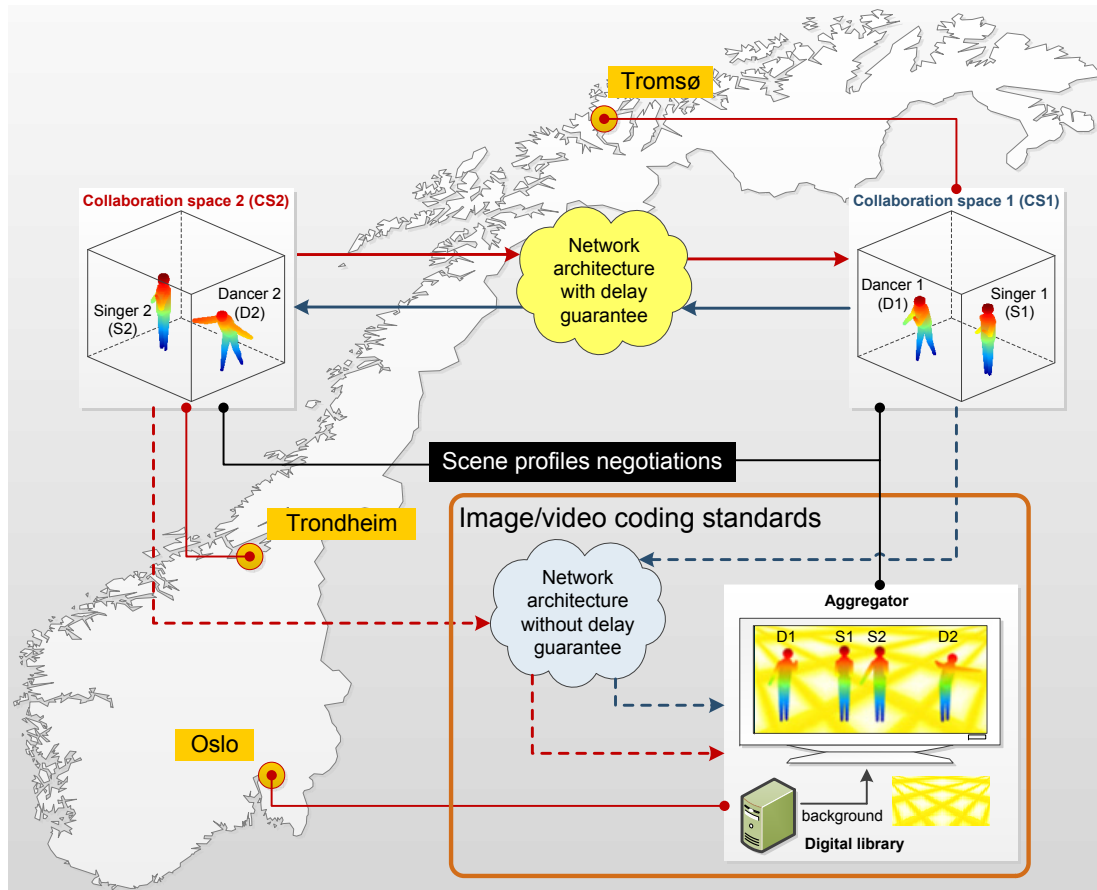 Tromsø
Collaboration space 2 (CS2)
Collaboration space 1 (CS1)
Network
architecture
with delay
guarantee
Singer 2
(S2)
Dancer 2
(D2)
Dancer 1
(D1)
Singer 1
(S1)
Scene profiles negotiations
Trondheim
Image/video coding standards
Network
architecture
without delay
guarantee
Aggregator
D1 S1 S2 D2
Oslo
background
Digital library